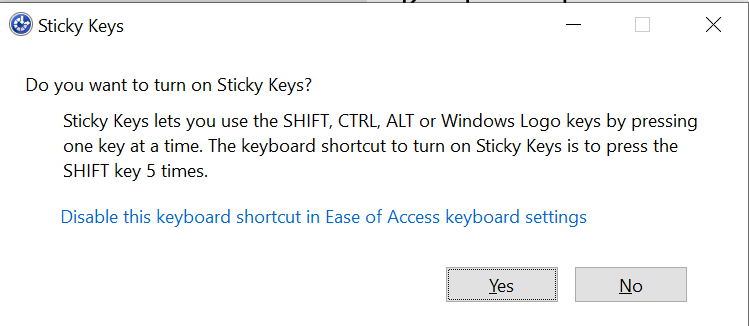 Sticky Keys
Do you want to turn on Sticky Keys?
Sticky Keys lets you use the SHIFT, CTRL, ALT or Windows Logo keys by pressing
one key at a time. The keyboard shortcut to turn on Sticky Keys is to press the
SHIFT key 5 times.
Disable this keyboard shortcut in Ease of Access keyboard settings
Yes
No